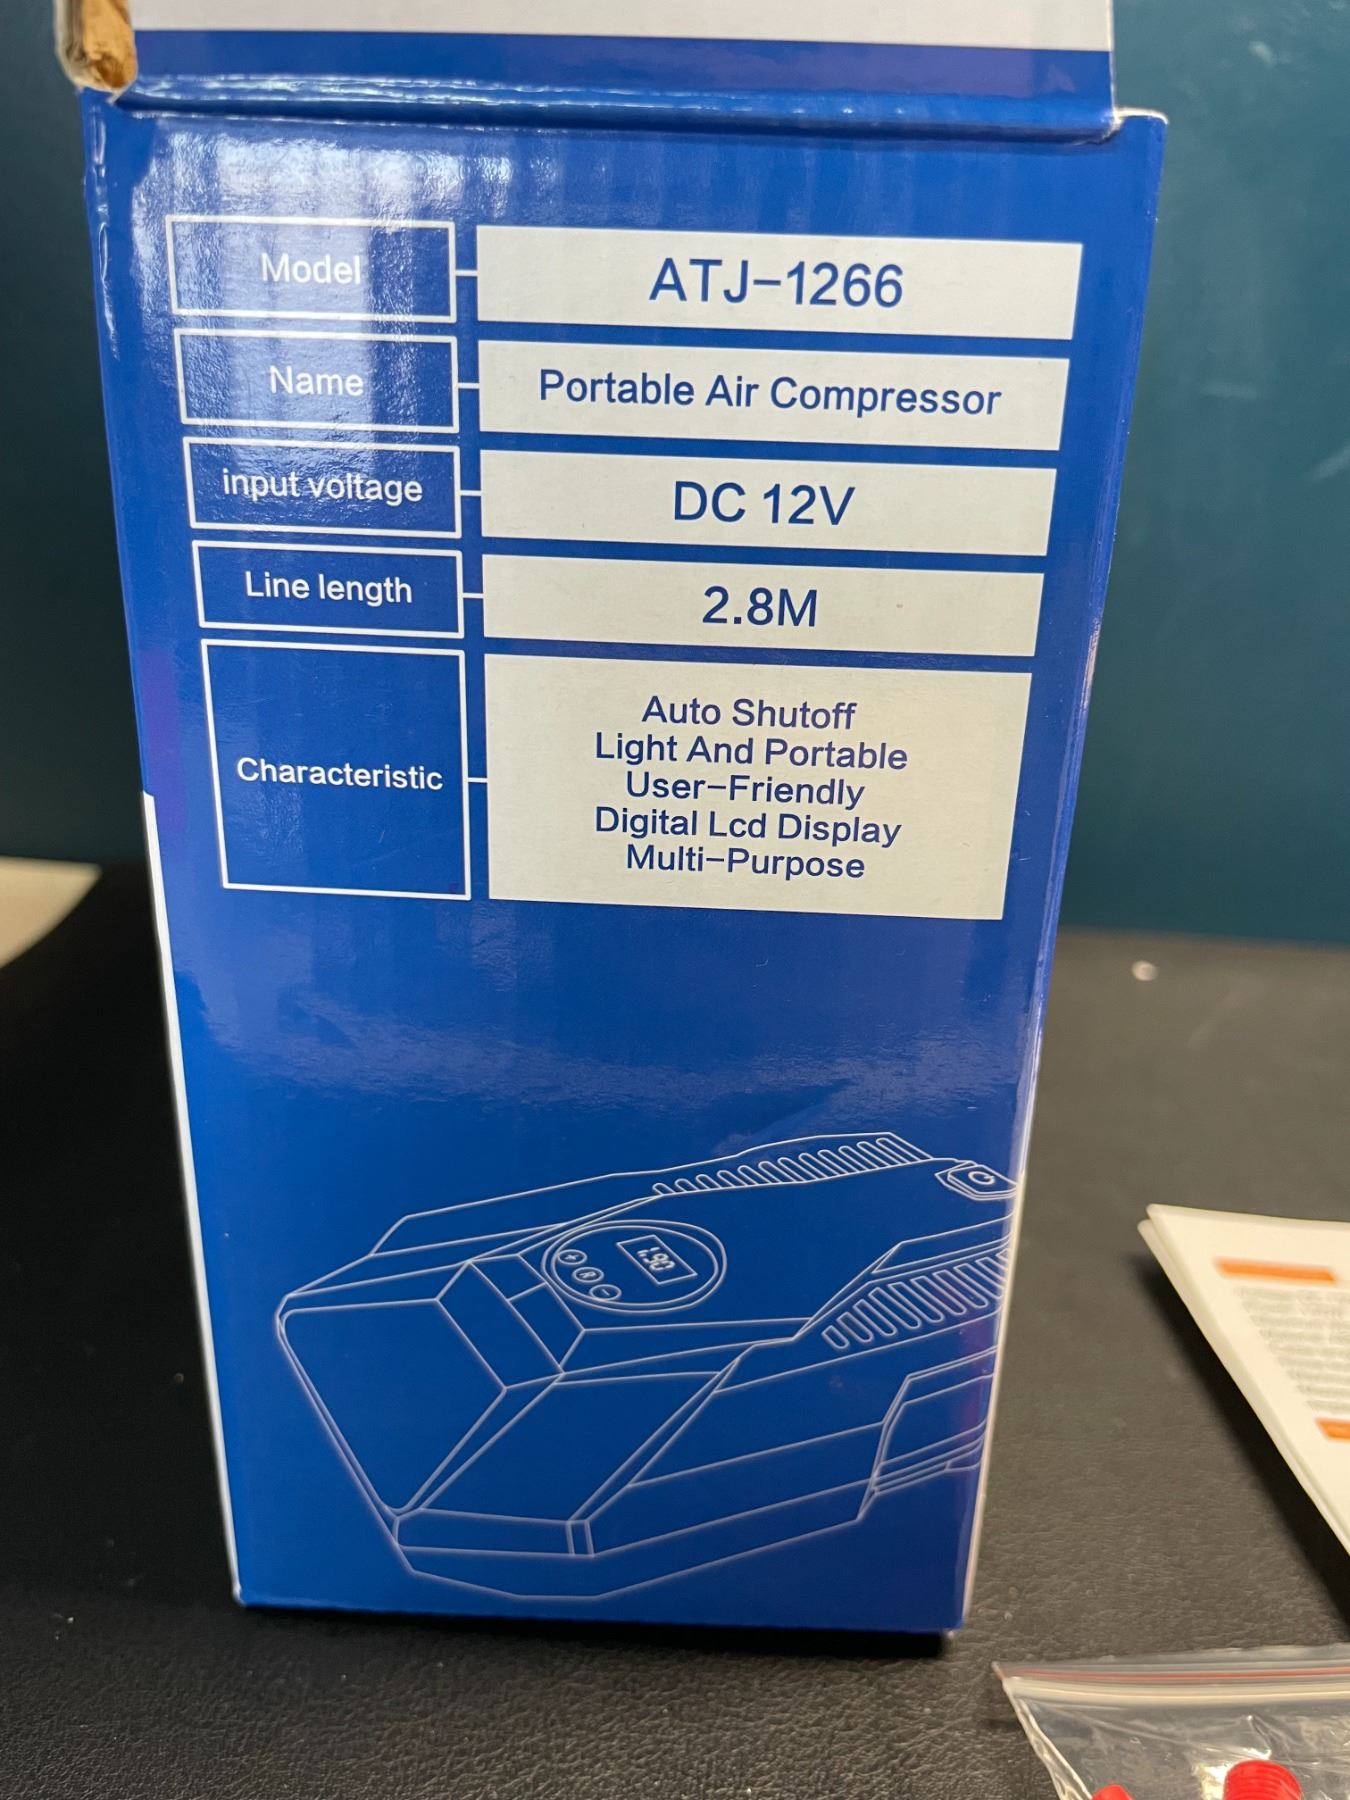 Model
ATJ-1266
Name
Portable Air Compressor
input voltage
DC 12V
Line length
2.8M
Characteristic
Auto Shutoff
Light And Portable
User-Friendly
Digital Lcd Display
Multi-Purpose
+
R
-